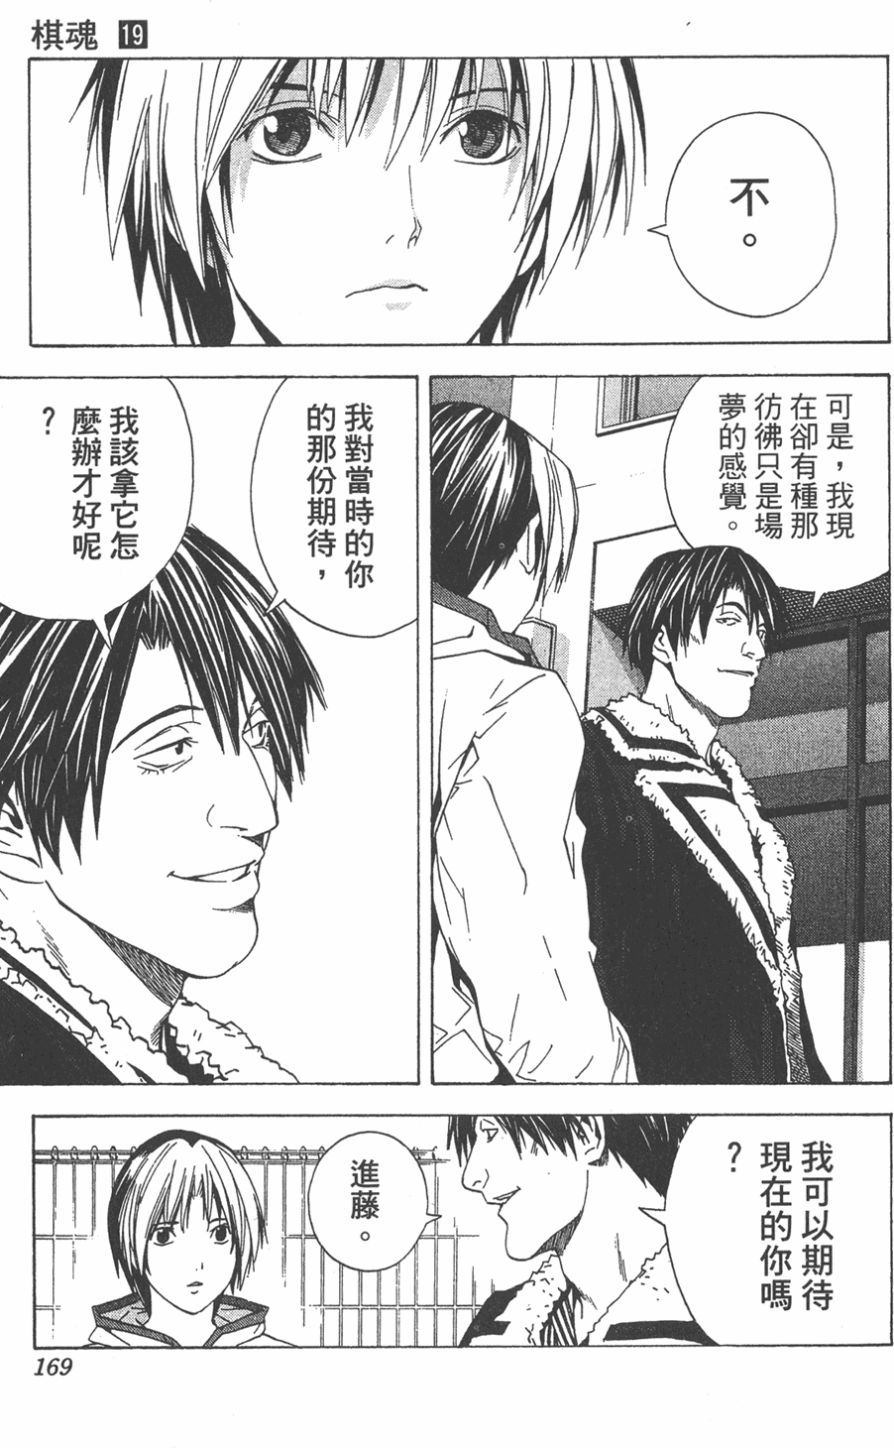 棋魂 19
不。
可是，我現
在卻有種那
彷彿只是場
夢的感覺。
我對當時的你
的那份期待，
我該拿它怎
麼辦才好呢
？
我可以期待
現在的你嗎
？
進藤。
169